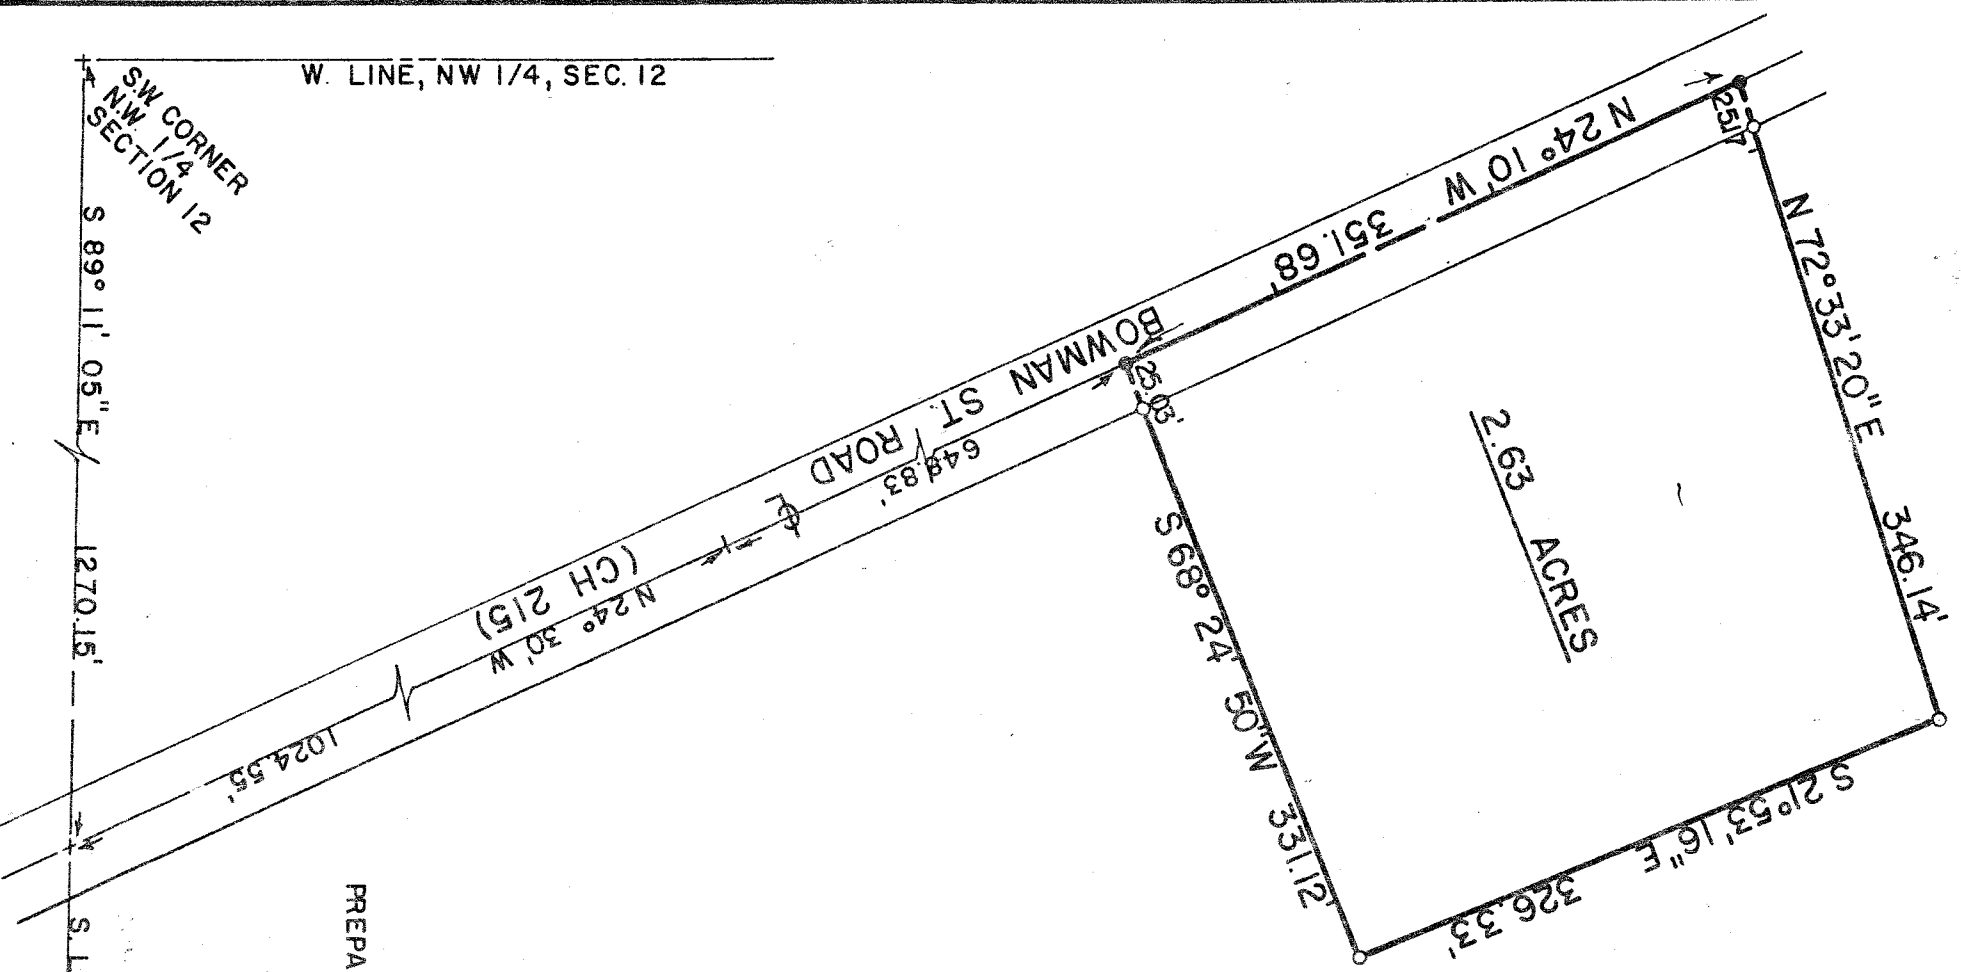 W. LINE, NW 1/4, SEC. 12
S.W. CORNER
N.W. 1/4
SECTION 12
S 89° 11' 05" E
1270.15'
N 24° 10' W
351.68'
25.17'
N 72° 33' 20" E
346.14'
BOWMAN ST. ROAD
(CH 215)
25.03'
648.83'
N 24° 30' W
1024.55'
2.63 ACRES
S 68° 24' 50" W
331.12'
S 21° 53' 16" E
326.33'
PREPA
S. L